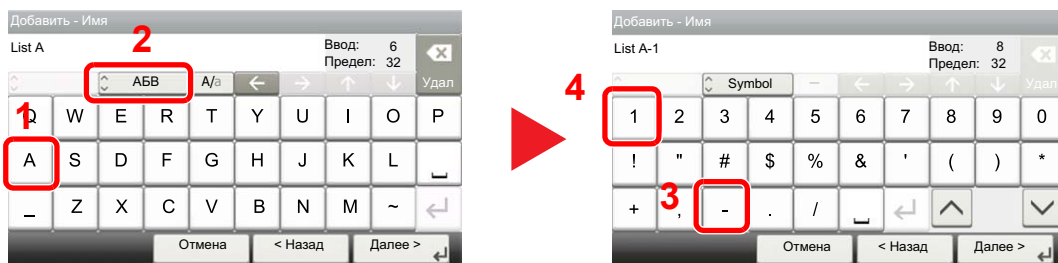 Добавить - Имя
List A
Ввод: 6
Предел: 32
2
АБВ A/a Удал
1
Q W E R T Y U I O P
A S D F G H J K L
_ Z X C V B N M ~
Отмена < Назад Далее >
Добавить - Имя
List A-1
Ввод: 8
Предел: 32
4
Symbol Удал
1 2 3 4 5 6 7 8 9 0
! " # $ % & ' ( ) *
3
+ , - . /
Отмена < Назад Далее >